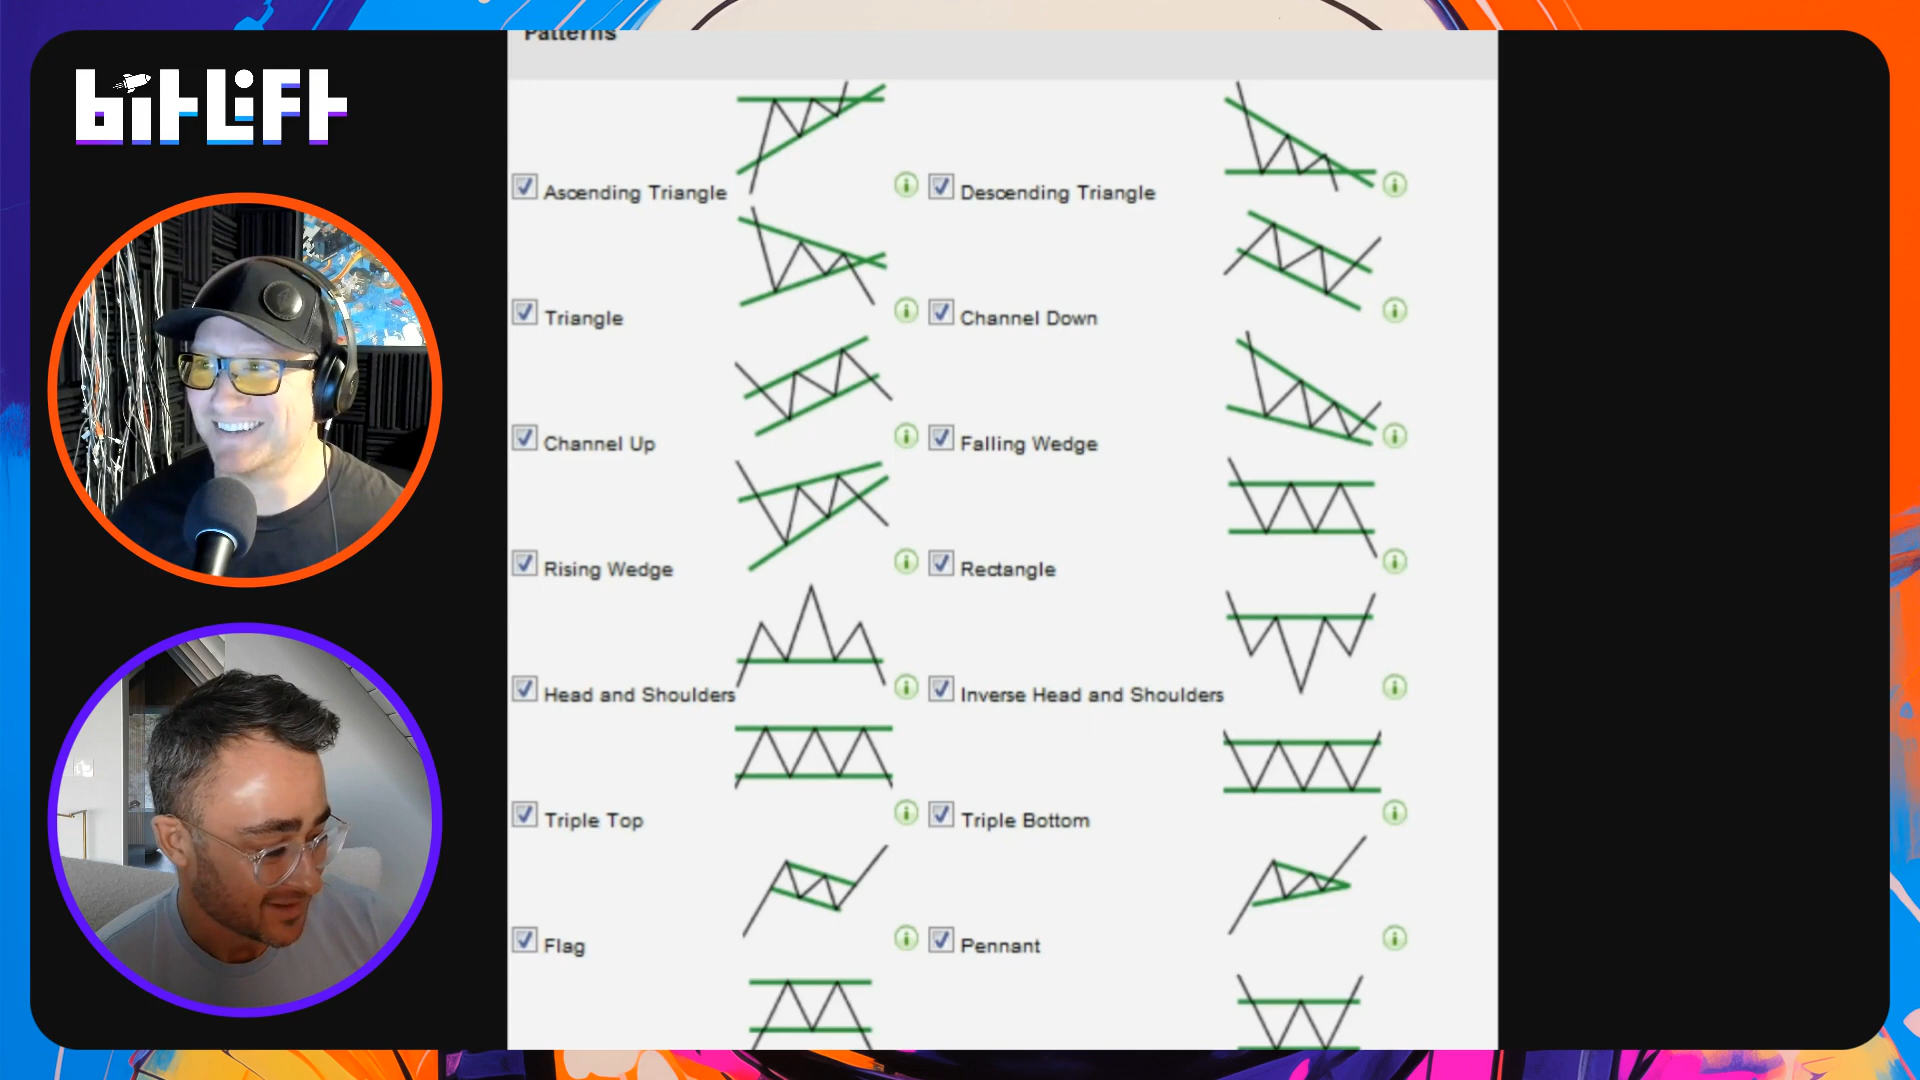 bitLift
Patterns
Ascending Triangle
Descending Triangle
Triangle
Channel Down
Channel Up
Falling Wedge
Rising Wedge
Rectangle
Head and Shoulders
Inverse Head and Shoulders
Triple Top
Triple Bottom
Flag
Pennant